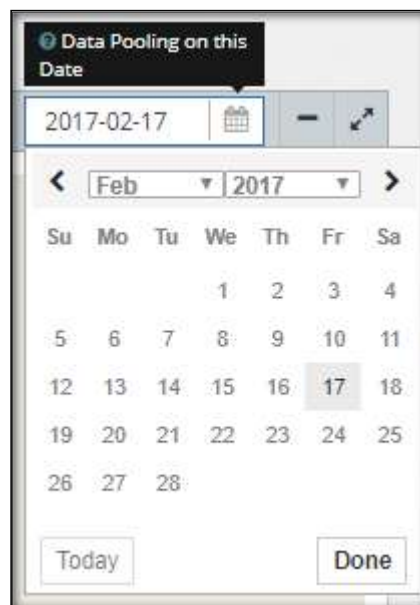 Data Pooling on this
Date
2017-02-17
Feb 2017
Su Mo Tu We Th Fr Sa
1 2 3 4
5 6 7 8 9 10 11
12 13 14 15 16 17 18
19 20 21 22 23 24 25
26 27 28
Today Done